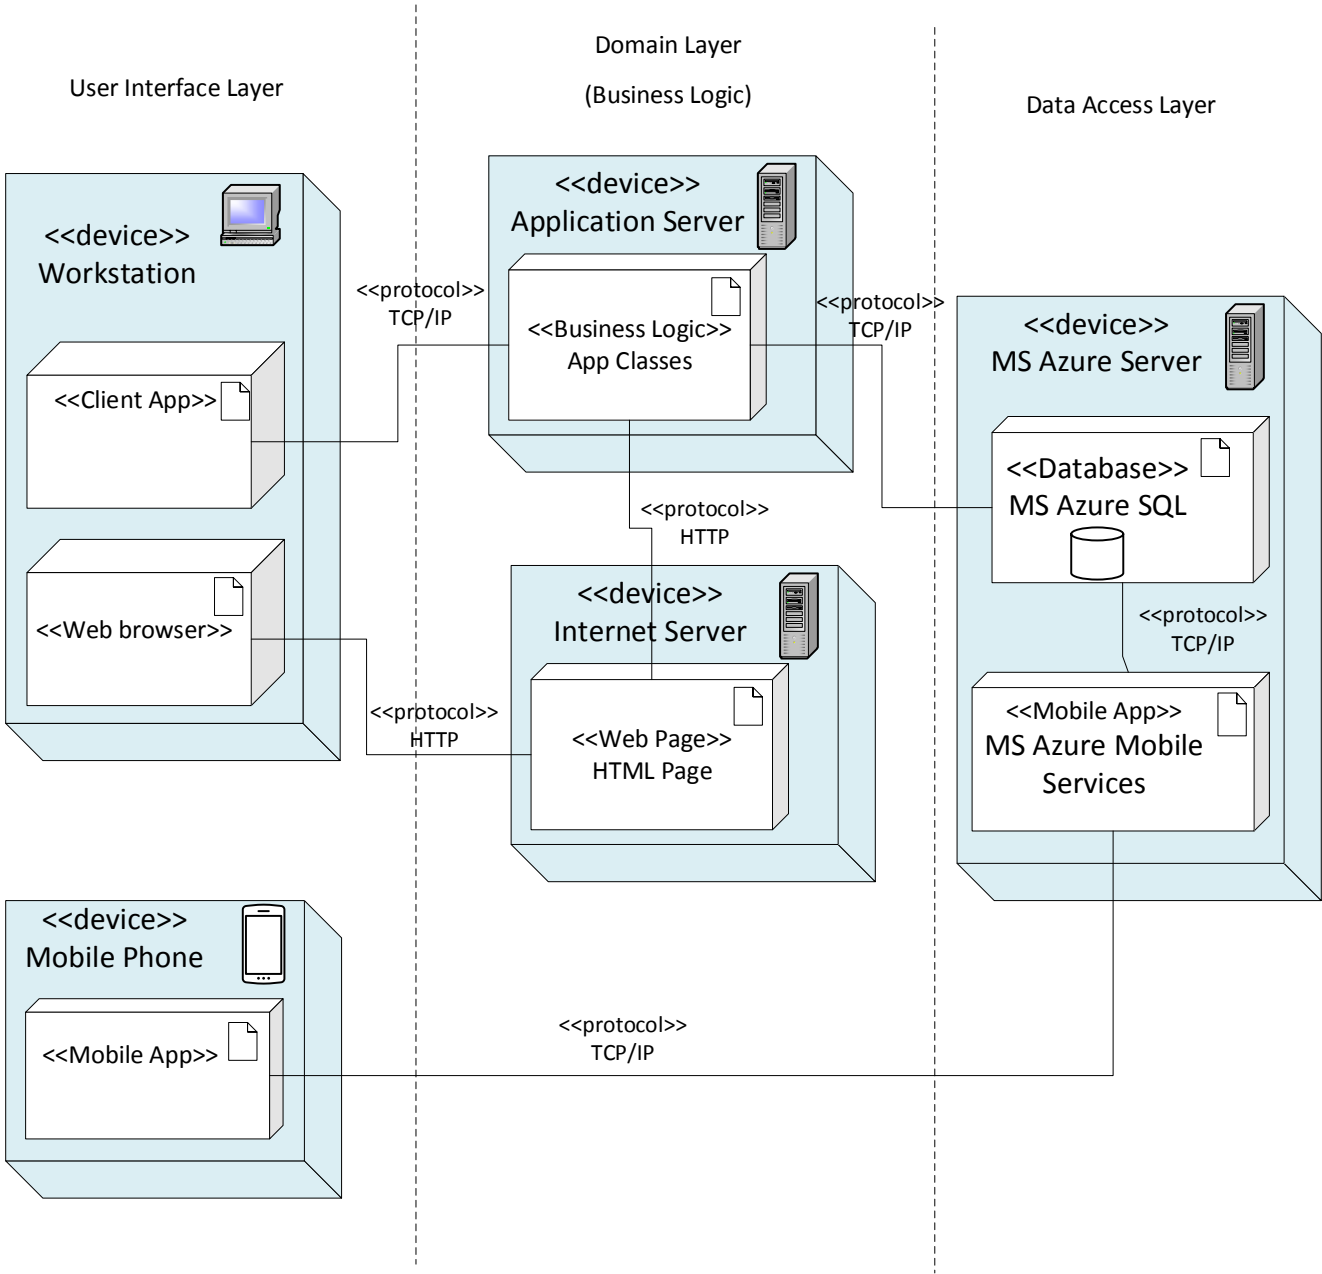 User Interface Layer
Domain Layer
(Business Logic)
Data Access Layer
<<device>>
Workstation
<<Client App>>
<<Web browser>>
<<protocol>>
TCP/IP
<<protocol>>
HTTP
<<device>>
Application Server
<<Business Logic>>
App Classes
<<protocol>>
TCP/IP
<<protocol>>
HTTP
<<device>>
Internet Server
<<Web Page>>
HTML Page
<<device>>
MS Azure Server
<<Database>>
MS Azure SQL
<<protocol>>
TCP/IP
<<Mobile App>>
MS Azure Mobile
Services
<<device>>
Mobile Phone
<<Mobile App>>
<<protocol>>
TCP/IP